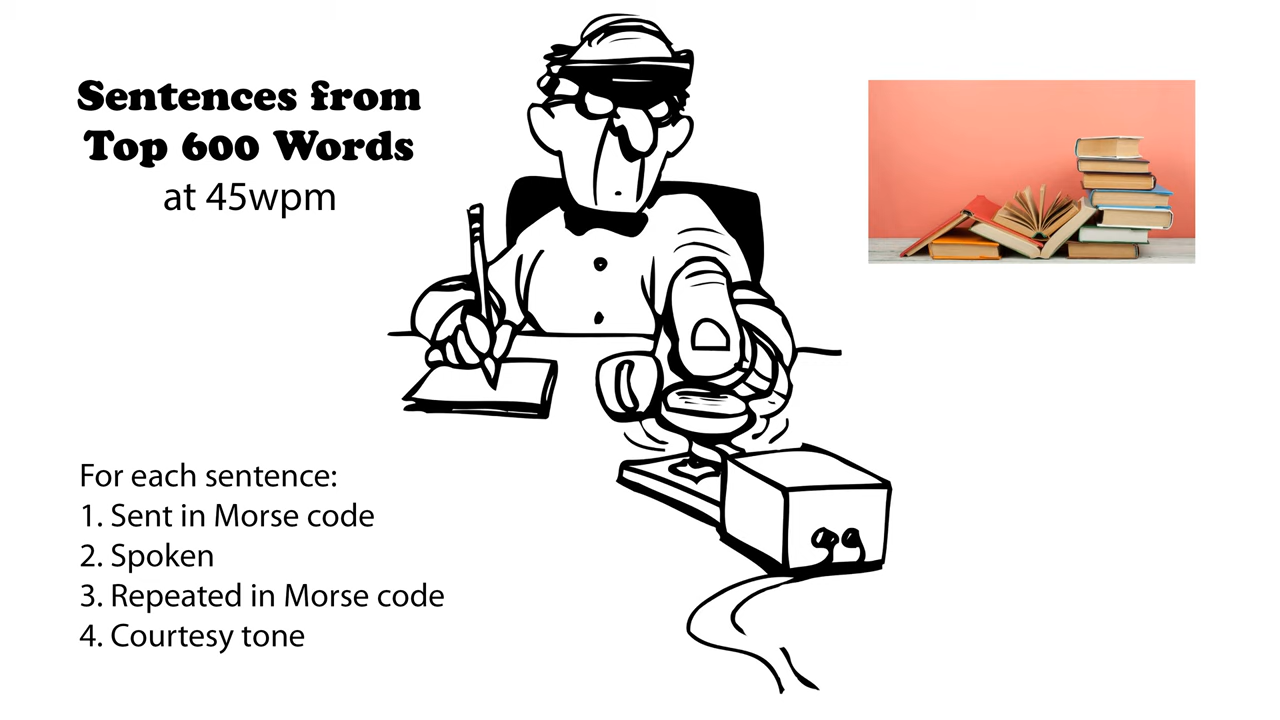 Sentences from
Top 600 Words
at 45wpm
For each sentence:
1. Sent in Morse code
2. Spoken
3. Repeated in Morse code
4. Courtesy tone